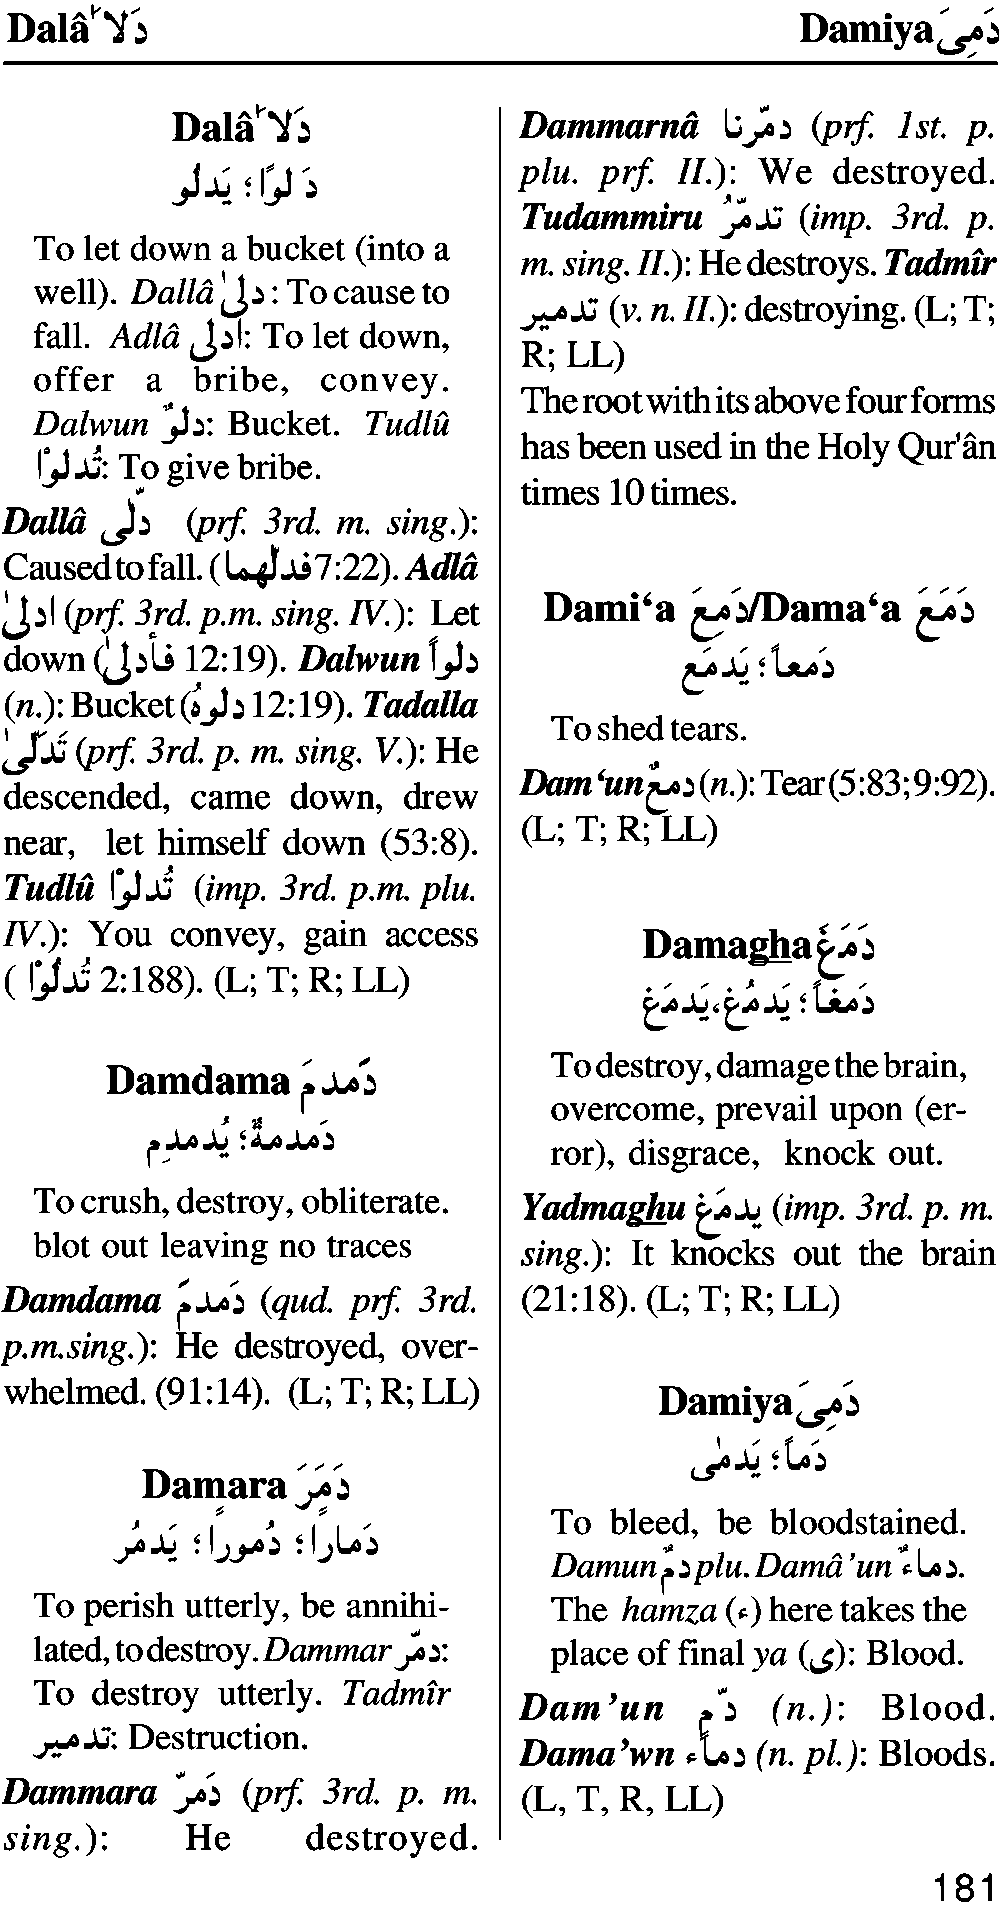 Dalâ دَلَا Damiya دَمِىَ
Dalâ دَلَا
دَ لوًا؛ يَدلُو
To let down a bucket (into a
well). Dallâ دلىٰ : To cause to
fall. Adlâ ادلى: To let down,
offer a bribe, convey.
Dalwun دلوٌ: Bucket. Tudlû
تُدلوْا: To give bribe.
Dallâ دلّى (prf. 3rd. m. sing.):
Caused to fall. (فدلّهما 7:22). Adlâ
ادلىٰ (prf. 3rd. p.m. sing. IV.): Let
down (فأدلىٰ 12:19). Dalwun دلواً
(n.): Bucket (دلوهُ 12:19). Tadalla
تَدَلّىٰ (prf. 3rd. p. m. sing. V.): He
descended, came down, drew
near, let himself down (53:8).
Tudlû تُدلوْا (imp. 3rd. p.m. plu.
IV.): You convey, gain access
( تُدلُوْا 2:188). (L; T; R; LL)
Damdama دَمدمَ
دَمدمةٌ؛ يُدمدِم
To crush, destroy, obliterate.
blot out leaving no traces
Damdama دَمدمَ (qud. prf. 3rd.
p.m.sing.): He destroyed, over-
whelmed. (91:14). (L; T; R; LL)
Damara دَمَرَ
دَمارًا؛ دُمورًا؛ يَدمُر
To perish utterly, be annihi-
lated, to destroy. Dammar دمّر:
To destroy utterly. Tadmîr
تدمير: Destruction.
Dammara دَمّر (prf. 3rd. p. m.
sing.): He destroyed.
Dammarnâ دمّرنا (prf. 1st. p.
plu. prf. II.): We destroyed.
Tudammiru تدمّرُ (imp. 3rd. p.
m. sing. II.): He destroys. Tadmîr
تدمير (v. n. II.): destroying. (L; T;
R; LL)
The root with its above four forms
has been used in the Holy Qur'ân
times 10 times.
Dami‘a دَمِعَ/Dama‘a دَمَعَ
دَمعاً؛ يَدمَع
To shed tears.
Dam‘un دمعٌ (n.): Tear (5:83; 9:92).
(L; T; R; LL)
Damagha دَمَغَ
دَمغاً؛ يَدمُغ، يَدمَغ
To destroy, damage the brain,
overcome, prevail upon (er-
ror), disgrace, knock out.
Yadmaghu يدمَغ (imp. 3rd. p. m.
sing.): It knocks out the brain
(21:18). (L; T; R; LL)
Damiya دَمِىَ
دَماً؛ يَدمٰى
To bleed, be bloodstained.
Damun دمٌ plu. Damâ’un دماءٌ.
The hamza (ء) here takes the
place of final ya (ى): Blood.
Dam’un دّم (n.): Blood.
Dama’wn دماًء (n. pl.): Bloods.
(L, T, R, LL)
181